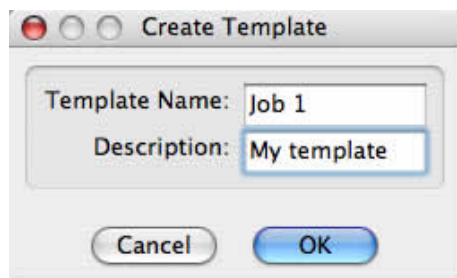 Create Template
Template Name: Job 1
Description: My template
Cancel OK